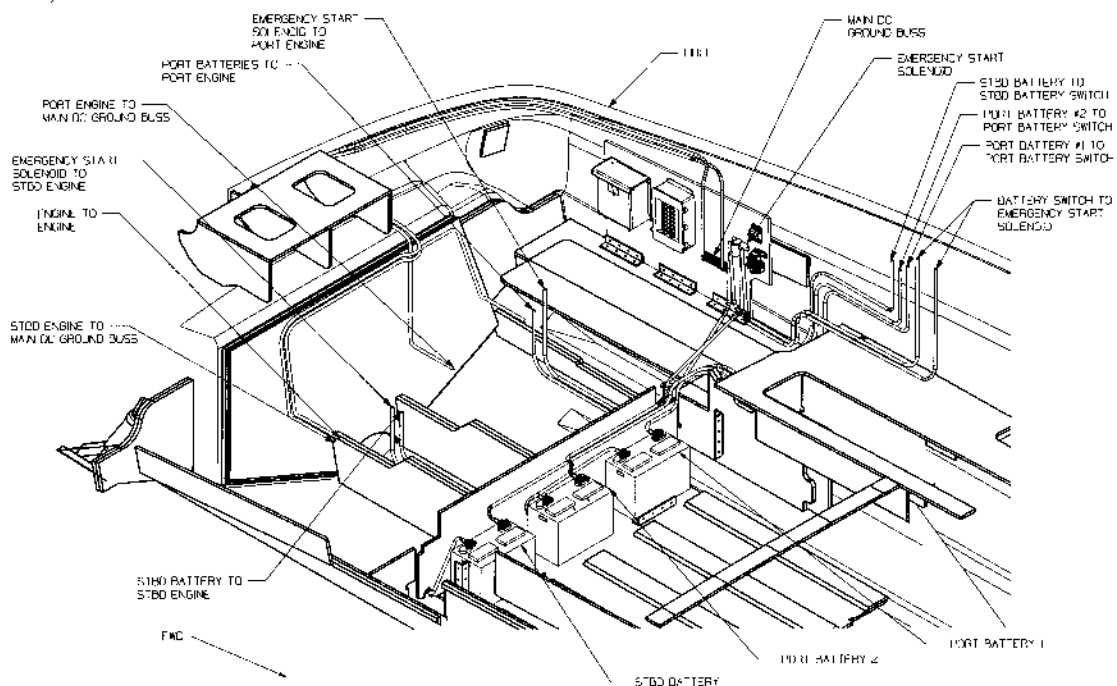 EMERGENCY START
SOLENOID TO
PORT ENGINE
MAIN DC
GROUND BUSS
PORT BATTERIES TO
PORT ENGINE
EMERGENCY START
SOLENOID
STBD BATTERY TO
STBD BATTERY SWITCH
PORT ENGINE TO
MAIN DC GROUND BUSS
PORT BATTERY #2 TO
PORT BATTERY SWITCH
PORT BATTERY #1 TO
PORT BATTERY SWITCH
EMERGENCY START
SOLENOID TO
STBD ENGINE
BATTERY SWITCH TO
EMERGENCY START
SOLENOID
ENGINE TO
ENGINE
STBD ENGINE TO
MAIN DC GROUND BUSS
STBD BATTERY TO
STBD ENGINE
FWD
PORT BATTERY 1
PORT BATTERY 2
STBD BATTERY